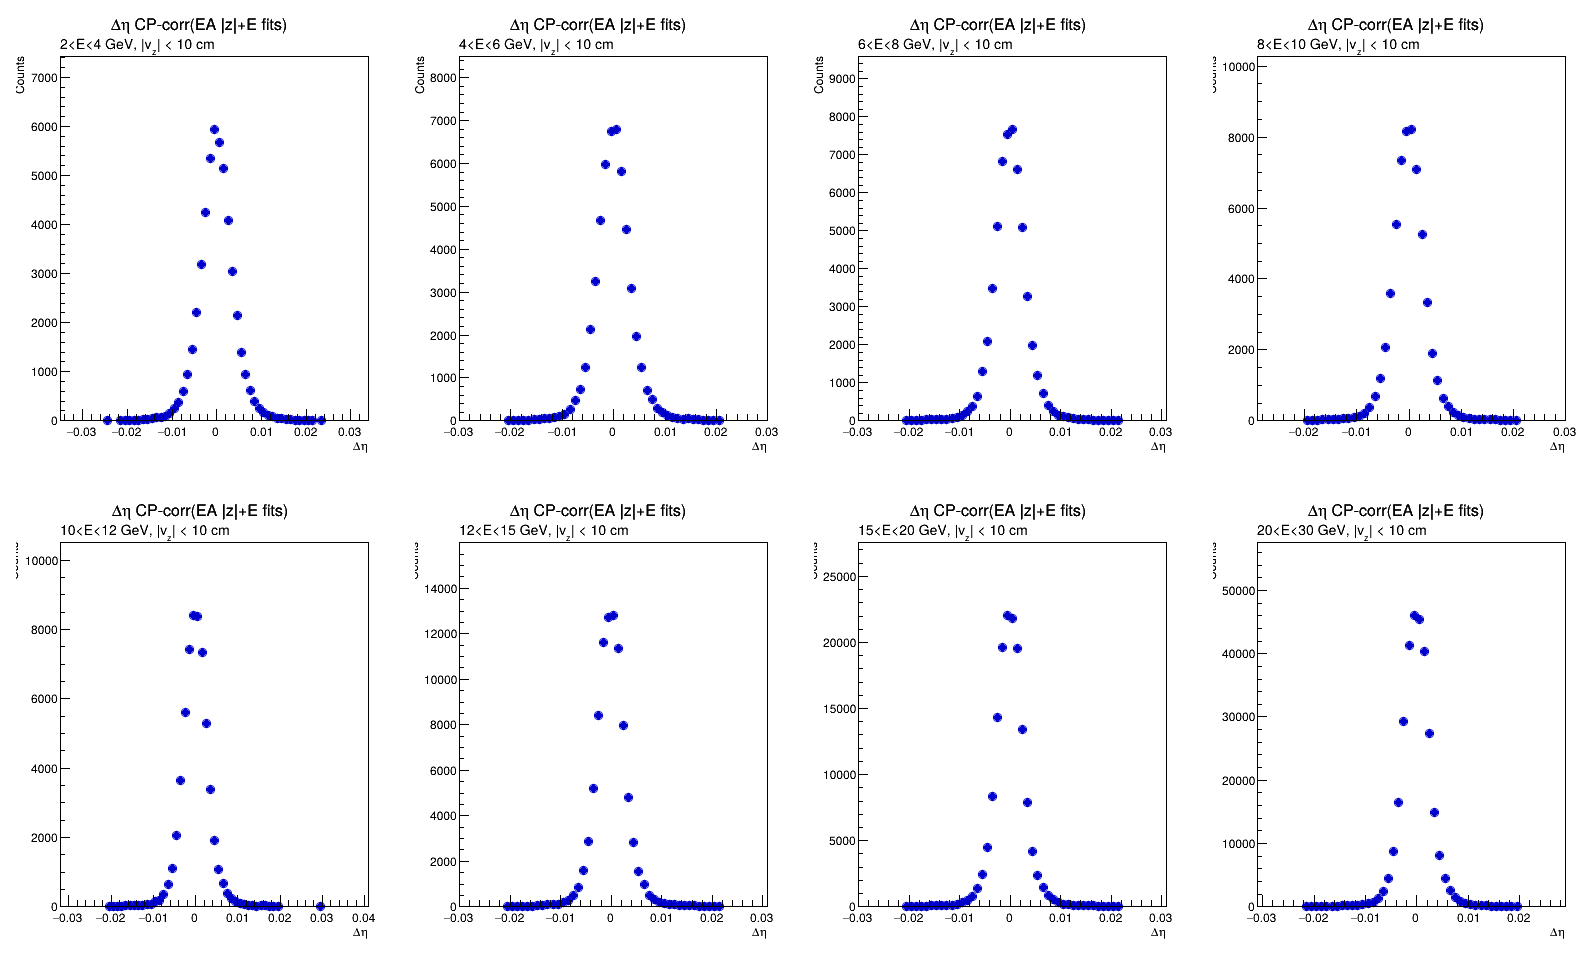 Δη CP-corr(EA |z|+E fits)
2<E<4 GeV, |v_z| < 10 cm
Counts
7000
6000
5000
4000
3000
2000
1000
0
−0.03 −0.02 −0.01 0 0.01 0.02 0.03
Δη
Δη CP-corr(EA |z|+E fits)
4<E<6 GeV, |v_z| < 10 cm
Counts
8000
7000
6000
5000
4000
3000
2000
1000
0
−0.03 −0.02 −0.01 0 0.01 0.02 0.03
Δη
Δη CP-corr(EA |z|+E fits)
6<E<8 GeV, |v_z| < 10 cm
Counts
9000
8000
7000
6000
5000
4000
3000
2000
1000
0
−0.03 −0.02 −0.01 0 0.01 0.02 0.03
Δη
Δη CP-corr(EA |z|+E fits)
8<E<10 GeV, |v_z| < 10 cm
Counts
10000
8000
6000
4000
2000
0
−0.02 −0.01 0 0.01 0.02 0.03
Δη
Δη CP-corr(EA |z|+E fits)
10<E<12 GeV, |v_z| < 10 cm
Counts
10000
8000
6000
4000
2000
0
−0.03 −0.02 −0.01 0 0.01 0.02 0.03 0.04
Δη
Δη CP-corr(EA |z|+E fits)
12<E<15 GeV, |v_z| < 10 cm
Counts
14000
12000
10000
8000
6000
4000
2000
0
−0.03 −0.02 −0.01 0 0.01 0.02 0.03
Δη
Δη CP-corr(EA |z|+E fits)
15<E<20 GeV, |v_z| < 10 cm
Counts
25000
20000
15000
10000
5000
0
−0.03 −0.02 −0.01 0 0.01 0.02 0.03
Δη
Δη CP-corr(EA |z|+E fits)
20<E<30 GeV, |v_z| < 10 cm
Counts
50000
40000
30000
20000
10000
0
−0.03 −0.02 −0.01 0 0.01 0.02
Δη